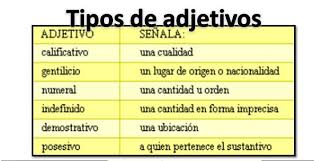 Tipos de adjetivos
ADJETIVO SEÑALA:
calificativo una cualidad
gentilicio un lugar de origen o nacionalidad
numeral una cantidad u orden
indefinido una cantidad en forma imprecisa
demostrativo una ubicación
posesivo a quien pertenece el sustantivo